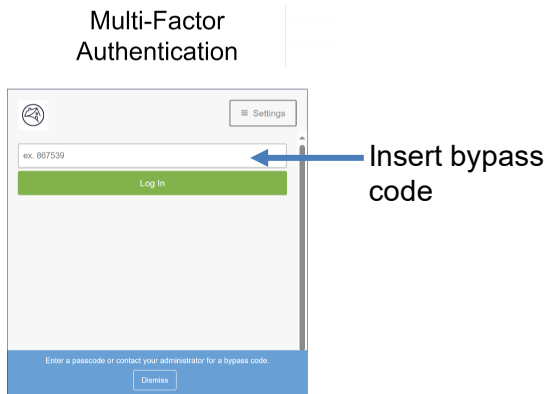 Multi-Factor
Authentication
≡ Settings
ex. 867539
Insert bypass
code
Log In
Enter a passcode or contact your administrator for a bypass code.
Dismiss